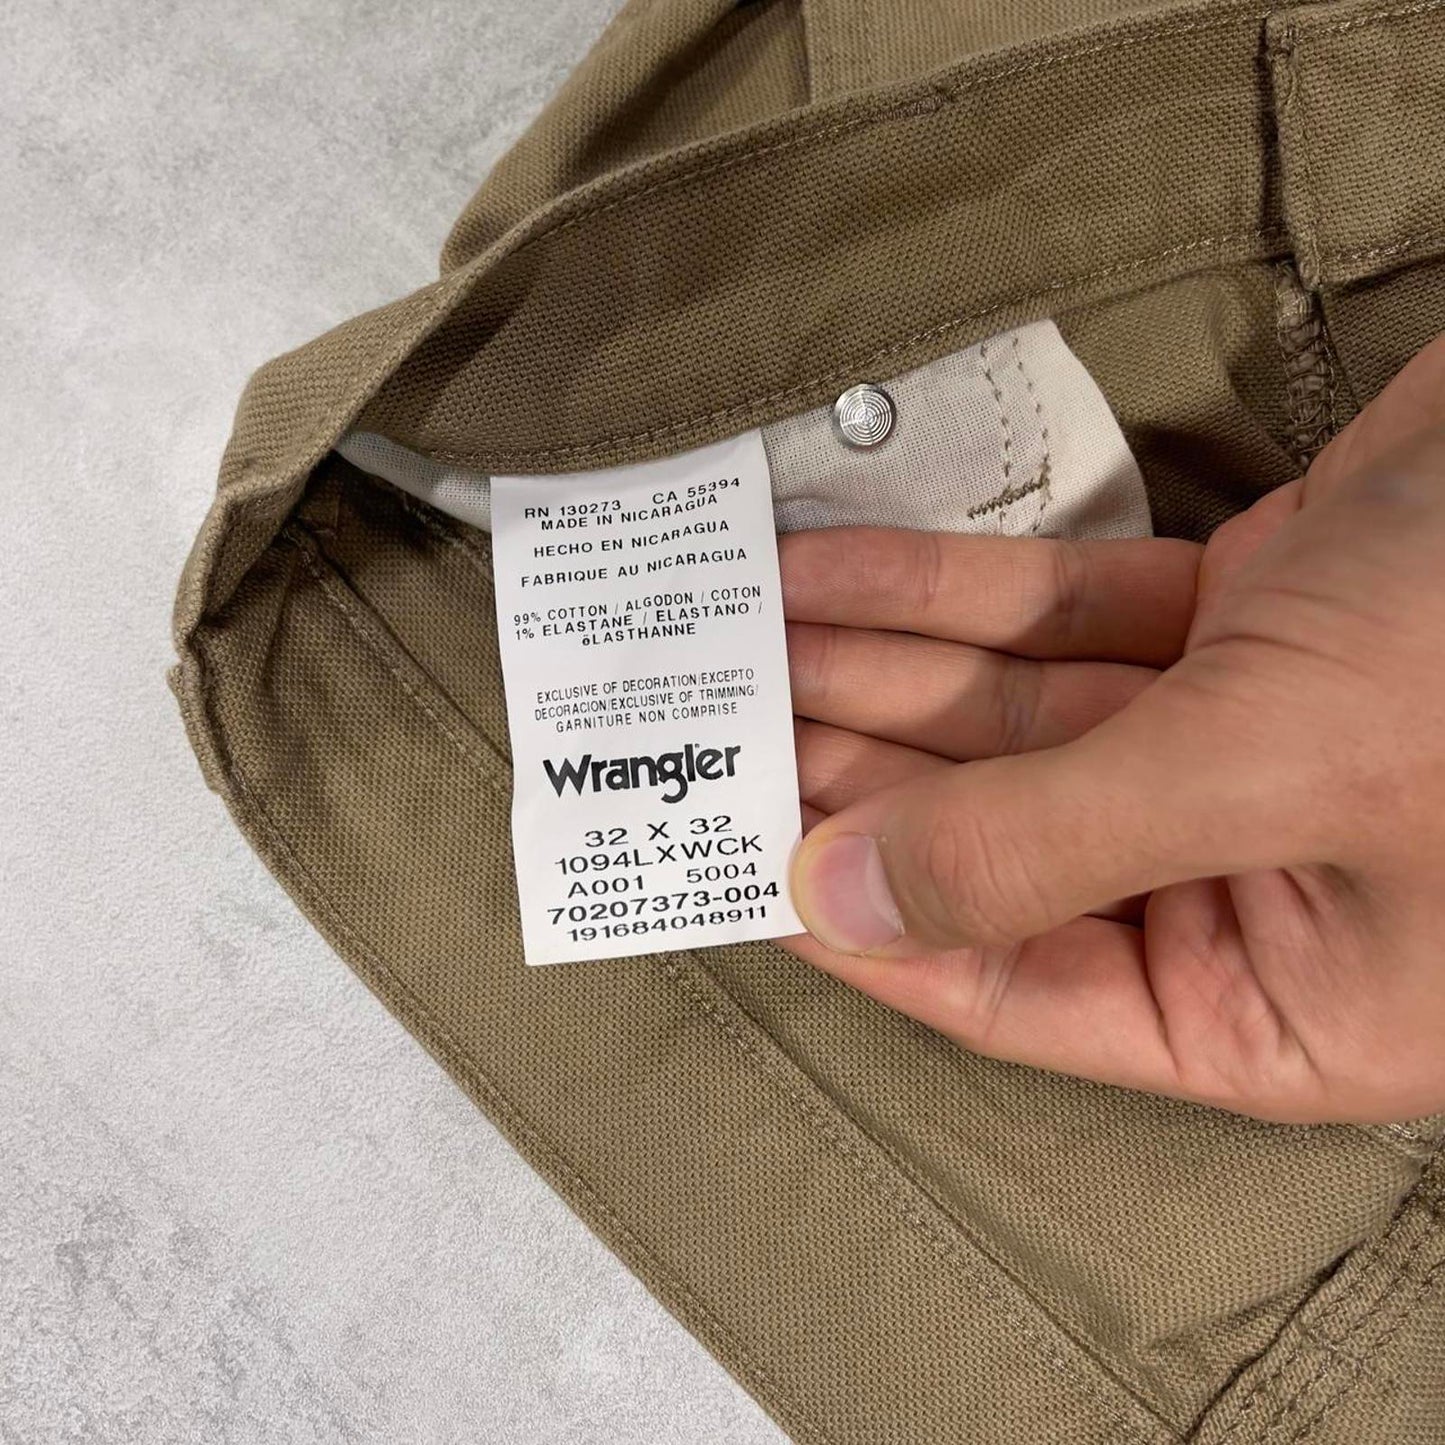 RN 130273 CA 55394
MADE IN NICARAGUA
HECHO EN NICARAGUA
FABRIQUE AU NICARAGUA
99% COTTON / ALGODON / COTON
1% ELASTANE / ELASTANO /
ëLASTHANNE
EXCLUSIVE OF DECORATION/EXCEPTO
DECORACION/EXCLUSIVE OF TRIMMING/
GARNITURE NON COMPRISE
Wrangler
32 X 32
1094LXWCK
A001 5004
70207373-004
191684048911